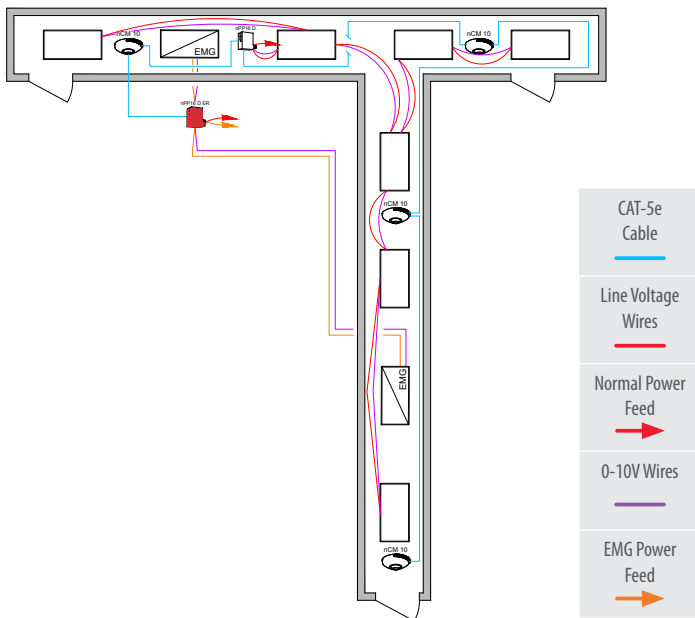 nCM 10
EMG
nPP16 D
nCM 10
nPP16 D ER
nCM 10
EMG
nCM 10
CAT-5e
Cable
Line Voltage
Wires
Normal Power
Feed
0-10V Wires
EMG Power
Feed